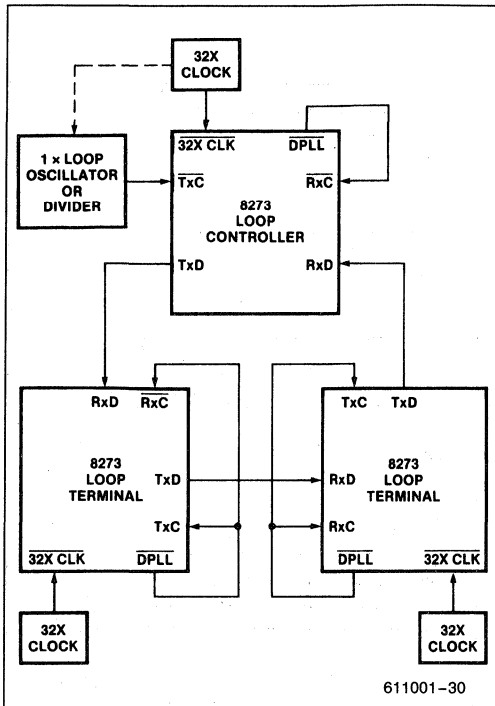 32X
CLOCK
32X CLK
DPLL
1 × LOOP
OSCILLATOR
OR
DIVIDER
TxC
RxC
8273
LOOP
CONTROLLER
TxD
RxD
RxD
RxC
TxC
TxD
8273
LOOP
TERMINAL
TxD
TxC
32X CLK
DPLL
8273
LOOP
TERMINAL
RxD
RxC
DPLL
32X CLK
32X
CLOCK
32X
CLOCK
611001-30